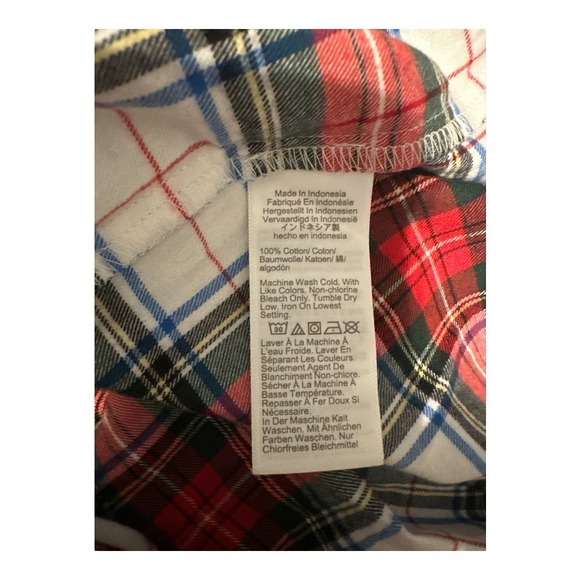 Made In Indonesia
Fabriqué En Indonésie
Hergestellt In Indonesien
Vervaardigd In Indonesië
インドネシア製
hecho en indonesia
100% Cotton/ Coton/
Baumwolle/ Katoen/ 綿/
algodón
Machine Wash Cold. With
Like Colors. Non-chlorine
Bleach Only. Tumble Dry
Low. Iron On Lowest
Setting.
30
Laver À La Machine À
L'eau Froide. Laver En
Séparant Les Couleurs.
Seulement Agent De
Blanchiment Non-chlore.
Sécher À La Machine À
Basse Température.
Repasser À Fer Doux Si
Nécessaire.
In Der Maschine Kalt
Waschen. Mit Ähnlichen
Farben Waschen. Nur
Chlorfreies Bleichmittel